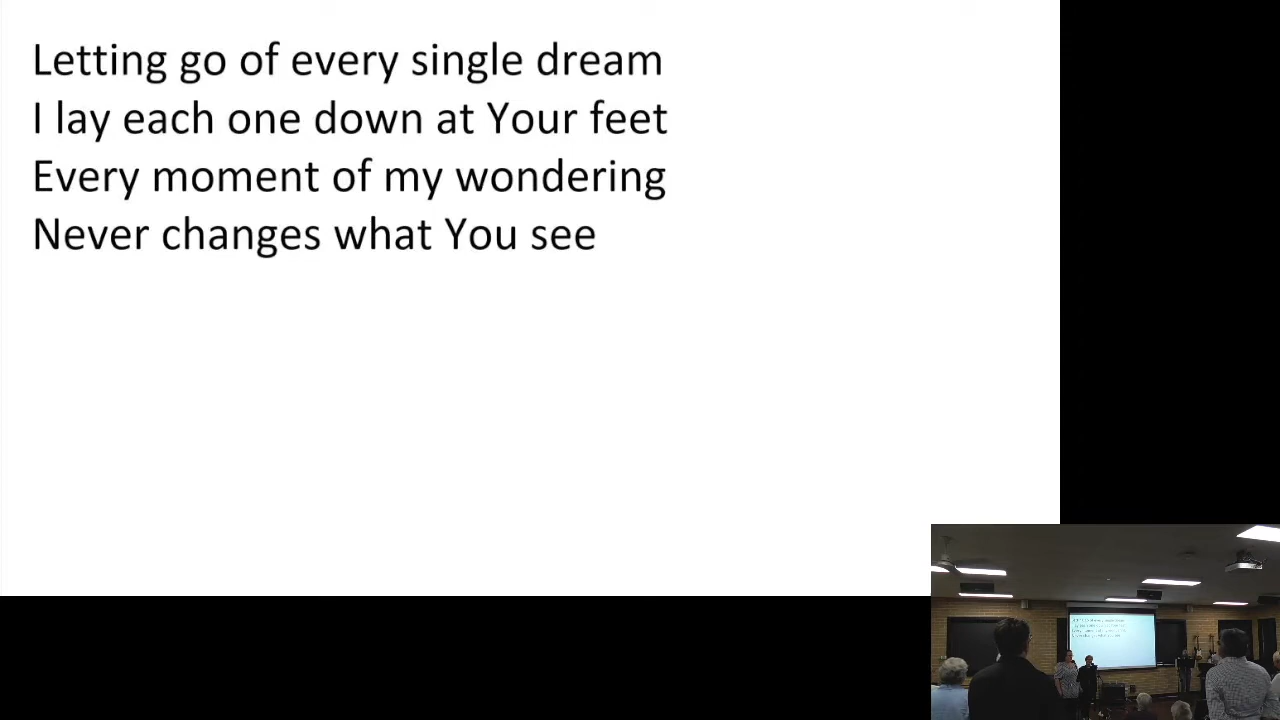 Letting go of every single dream
I lay each one down at Your feet
Every moment of my wondering
Never changes what You see